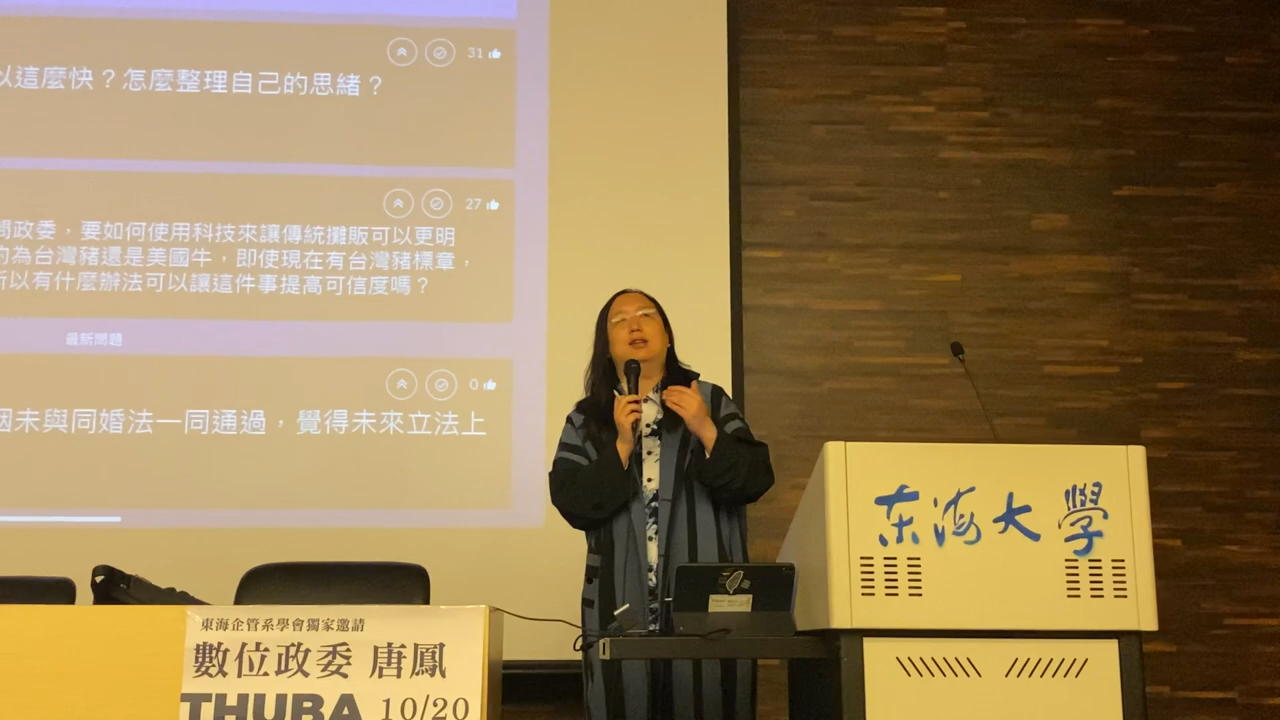 31
以這麼快？怎麼整理自己的思緒？
27
問政委，要如何使用科技來讓傳統攤販可以更明
的為台灣豬還是美國牛，即使現在有台灣豬標章，
所以有什麼辦法可以讓這件事提高可信度嗎？
最新問題
0
姻未與同婚法一同通過，覺得未來立法上
东海大學
東海企管系學會獨家邀請
數位政委 唐鳳
THUBA 10/20